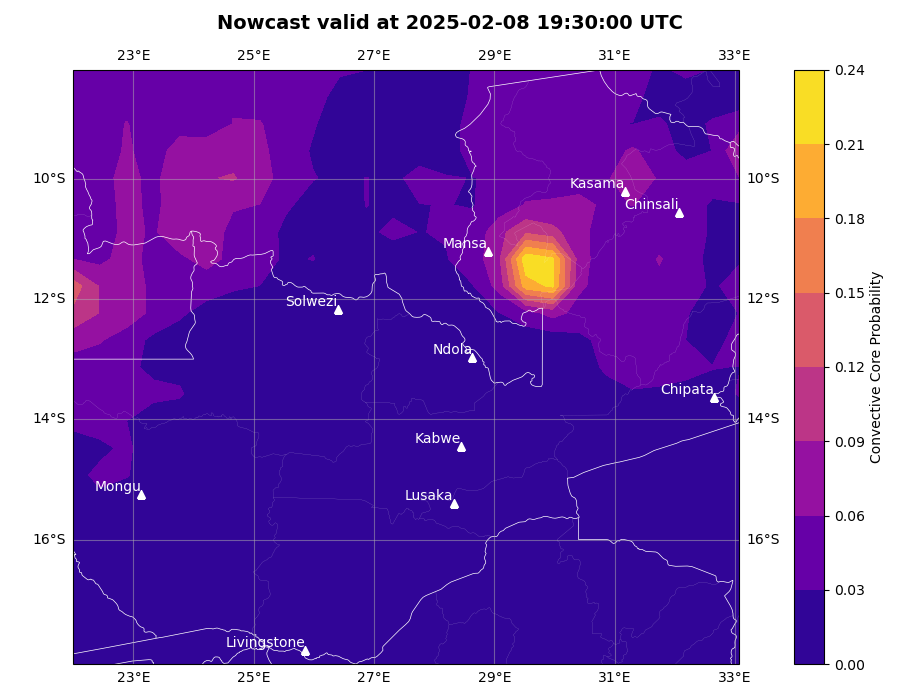 Nowcast valid at 2025-02-08 19:30:00 UTC
23°E 25°E 27°E 29°E 31°E 33°E
0.24
0.21
10°S Kasama 10°S
Chinsali
0.18
Mansa
0.15
12°S Solwezi 12°S
0.12
Ndola
Chipata
14°S 14°S
0.09
Kabwe
Convective Core Probability
Mongu
Lusaka
0.06
16°S 16°S
0.03
Livingstone
0.00
23°E 25°E 27°E 29°E 31°E 33°E